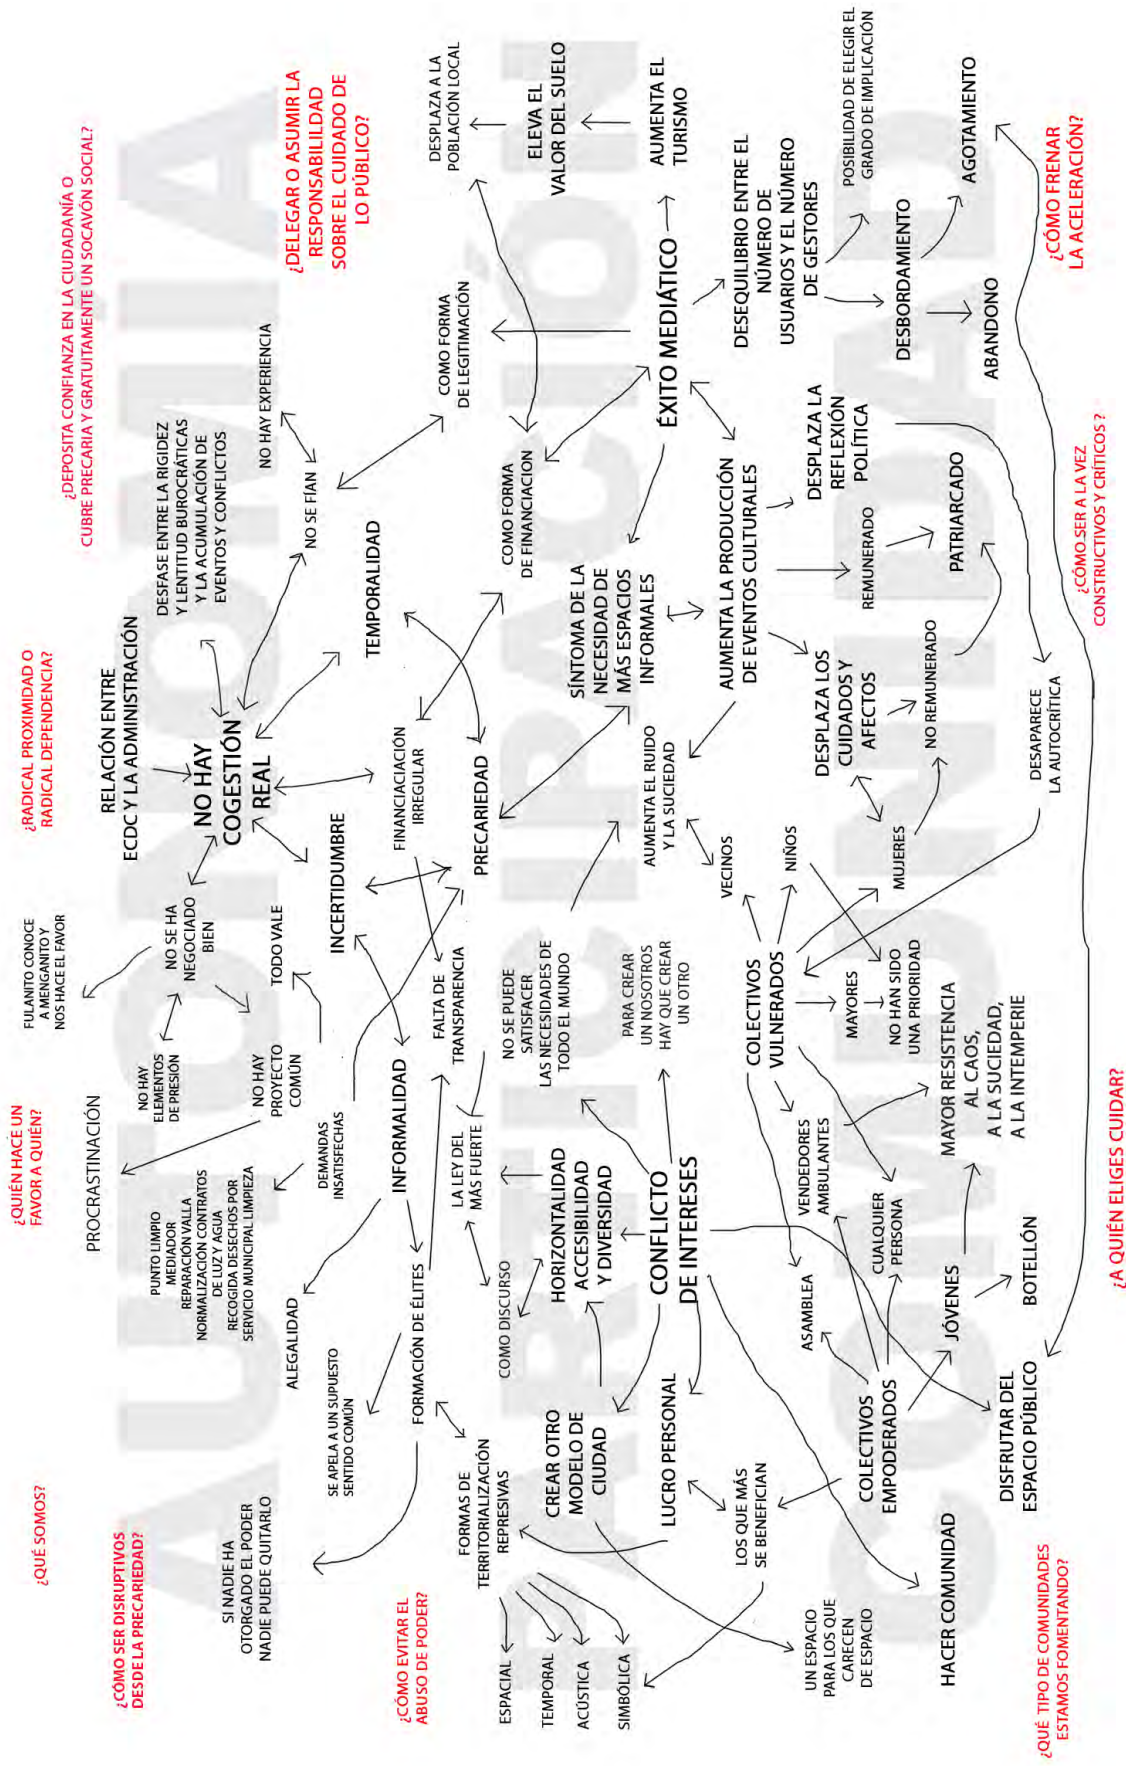 AUTONOMÍA
PARTICIPACIÓN
COMUNIDAD
¿QUÉ SOMOS?
¿QUIÉN HACE UN
FAVOR A QUIÉN?
FULANITO CONOCE
A MENGANITO Y
NOS HACE EL FAVOR
¿RADICAL PROXIMIDAD O
RADICAL DEPENDENCIA?
¿DEPOSITA CONFIANZA EN LA CIUDADANÍA O
CUBRE PRECARIA Y GRATUITAMENTE UN SOCAVÓN SOCIAL?
¿CÓMO SER DISRUPTIVOS
DESDE LA PRECARIEDAD?
PROCRASTINACIÓN
RELACIÓN ENTRE
ECDC Y LA ADMINISTRACIÓN
PUNTO LIMPIO
MEDIADOR
REPARACIÓN VALLA
NORMALIZACIÓN CONTRATOS
DE LUZ Y AGUA
RECOGIDA DESECHOS POR
SERVICIO MUNICIPAL LIMPIEZA
NO HAY
ELEMENTOS
DE PRESIÓN
NO SE HA
NEGOCIADO
BIEN
NO HAY
COGESTIÓN
REAL
DESFASE ENTRE LA RIGIDEZ
Y LENTITUD BUROCRÁTICAS
Y LA ACUMULACIÓN DE
EVENTOS Y CONFLICTOS
SI NADIE HA
OTORGADO EL PODER
NADIE PUEDE QUITARLO
NO HAY
PROYECTO
COMÚN
TODO VALE
NO HAY EXPERIENCIA
NO SE FÍAN
¿DELEGAR O ASUMIR LA
RESPONSABILILDAD
SOBRE EL CUIDADO DE
LO PÚBLICO?
ALEGALIDAD
DEMANDAS
INSATISFECHAS
INCERTIDUMBRE
TEMPORALIDAD
SE APELA A UN SUPUESTO
SENTIDO COMÚN
INFORMALIDAD
FINANCIACIÓN
IRREGULAR
¿CÓMO EVITAR EL
ABUSO DE PODER?
FORMACIÓN DE ÉLITES
FALTA DE
TRANSPARENCIA
PRECARIEDAD
COMO FORMA
DE LEGITIMACIÓN
DESPLAZA A LA
POBLACIÓN LOCAL
FORMAS DE
TERRITORIALIZACIÓN
REPRESIVAS
LA LEY DEL
MÁS FUERTE
COMO DISCURSO
ESPACIAL
TEMPORAL
ACÚSTICA
SIMBÓLICA
NO SE PUEDE
SATISFACER
LAS NECESIDADES DE
TODO EL MUNDO
COMO FORMA
DE FINANCIACION
ELEVA EL
VALOR DEL SUELO
CREAR OTRO
MODELO DE
CIUDAD
HORIZONTALIDAD
ACCESIBILIDAD
Y DIVERSIDAD
SÍNTOMA DE LA
NECESIDAD DE
MÁS ESPACIOS
INFORMALES
PARA CREAR
UN NOSOTROS
HAY QUE CREAR
UN OTRO
AUMENTA EL RUIDO
Y LA SUCIEDAD
AUMENTA EL
TURISMO
LUCRO PERSONAL
CONFLICTO
DE INTERESES
ÉXITO MEDIÁTICO
LOS QUE MÁS
SE BENEFICIAN
VECINOS
AUMENTA LA PRODUCCIÓN
DE EVENTOS CULTURALES
DESEQUILIBRIO ENTRE EL
NÚMERO DE
USUARIOS Y EL NÚMERO
DE GESTORES
COLECTIVOS
VULNERADOS
NIÑOS
UN ESPACIO
PARA LOS QUE
CARECEN
DE ESPACIO
ASAMBLEA
VENDEDORES
AMBULANTES
MAYORES
DESPLAZA LOS
CUIDADOS Y
AFECTOS
DESPLAZA LA
REFLEXIÓN
POLÍTICA
POSIBILIDAD DE ELEGIR EL
GRADO DE IMPLICACIÓN
COLECTIVOS
EMPODERADOS
CUALQUIER
PERSONA
NO HAN SIDO
UNA PRIORIDAD
MUJERES
REMUNERADO
NO REMUNERADO
DESBORDAMIENTO
HACER COMUNIDAD
JÓVENES
MAYOR RESISTENCIA
AL CAOS,
A LA SUCIEDAD,
A LA INTEMPERIE
PATRIARCADO
AGOTAMIENTO
ABANDONO
DISFRUTAR DEL
ESPACIO PÚBLICO
BOTELLÓN
DESAPARECE
LA AUTOCRÍTICA
¿CÓMO FRENAR
LA ACELERACIÓN?
¿QUÉ TIPO DE COMUNIDADES
ESTAMOS FOMENTANDO?
¿CÓMO SER A LA VEZ
CONSTRUCTIVOS Y CRÍTICOS ?
¿A QUIÉN ELIGES CUIDAR?